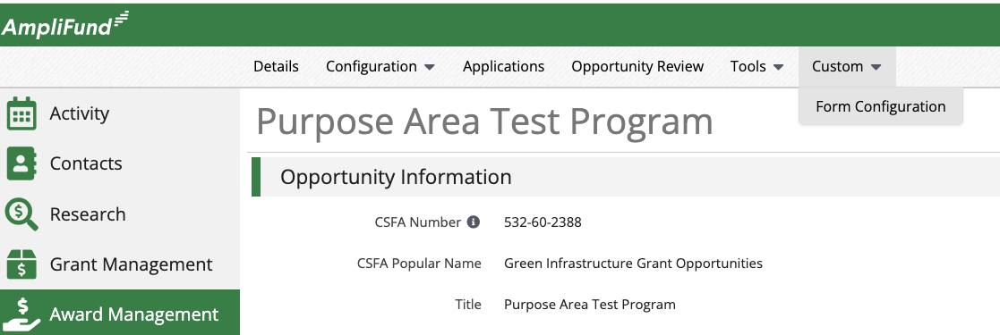 AmpliFund
Details Configuration Applications Opportunity Review Tools Custom
Form Configuration
Activity
Contacts
Research
Grant Management
Award Management
Purpose Area Test Program
Opportunity Information
CSFA Number 532-60-2388
CSFA Popular Name Green Infrastructure Grant Opportunities
Title Purpose Area Test Program